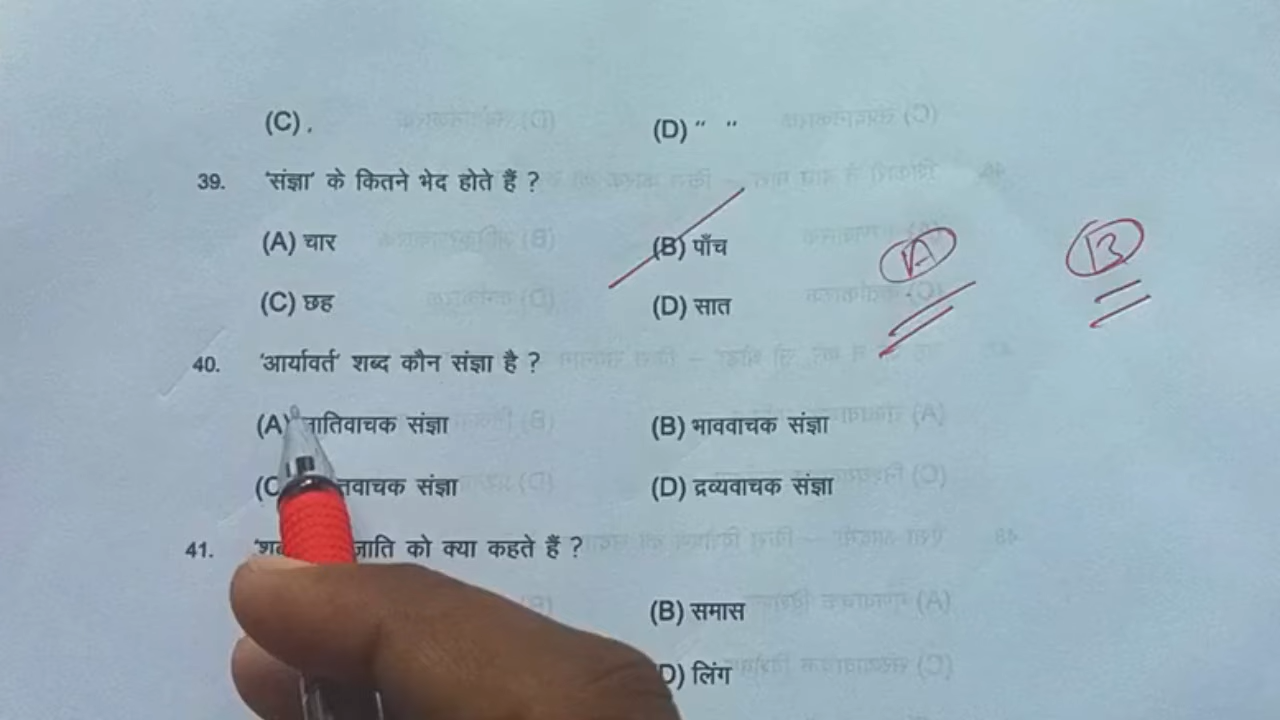 (C) . (D) “ ”
39. 'संज्ञा' के कितने भेद होते हैं ?
(A) चार (B) पाँच (A) (B)
(C) छह (D) सात
40. 'आर्यावर्त' शब्द कौन संज्ञा है ?
(A) जातिवाचक संज्ञा (B) भाववाचक संज्ञा
(C वाचक संज्ञा (D) द्रव्यवाचक संज्ञा
41. जाति को क्या कहते हैं ?
(B) समास
D) लिंग